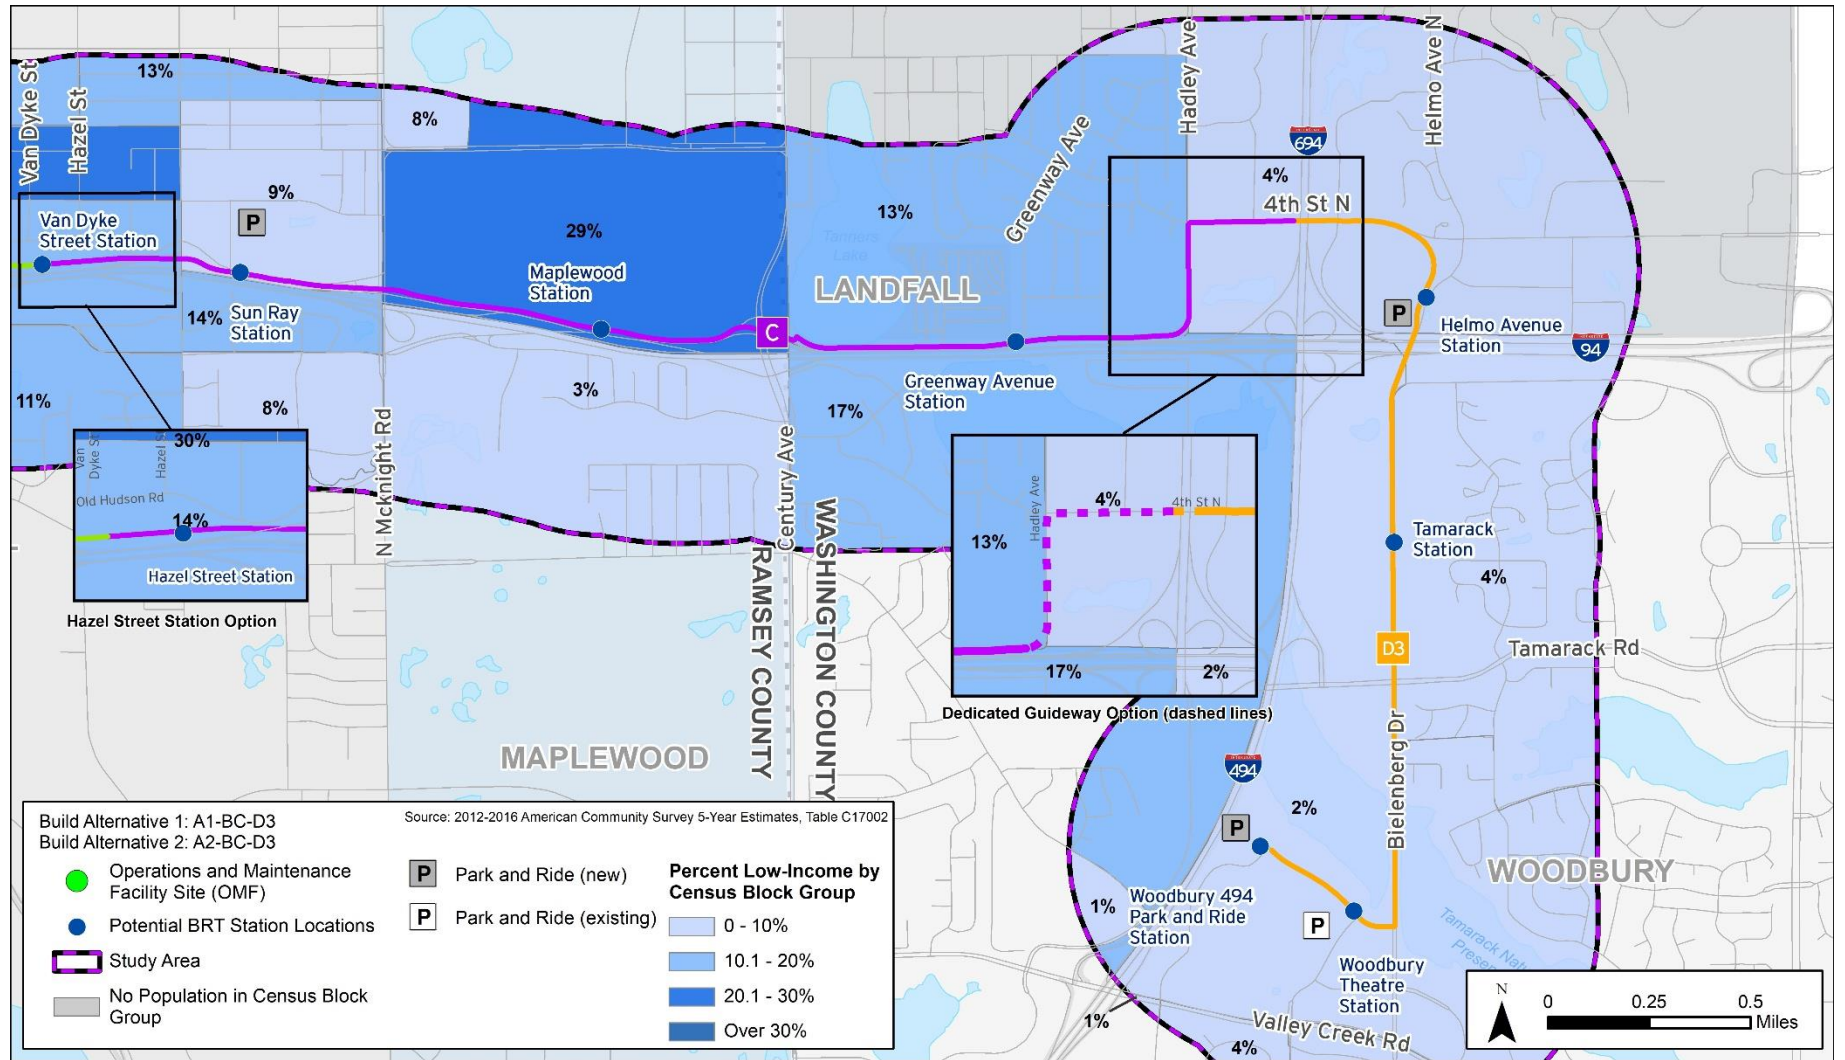 Van Dyke St
Hazel St
13%
8%
9%
P
Van Dyke
Street Station
14%
Sun Ray
Station
11%
8%
29%
Maplewood
Station
C
3%
N Mcknight Rd
Century Ave
RAMSEY COUNTY
WASHINGTON COUNTY
MAPLEWOOD
13%
Tanners
Lake
LANDFALL
Greenway Ave
Greenway Avenue
Station
17%
Hadley Ave
694
Helmo Ave N
4%
4th St N
P
Helmo Avenue
Station
94
Tamarack
Station
4%
D3
Tamarack Rd
Bielenberg Dr
494
P
2%
WOODBURY
Woodbury 494
Park and Ride
Station
1%
P
Woodbury
Theatre
Station
1%
Valley Creek Rd
4%
30%
Van
Dyke St
Hazel St
Old Hudson Rd
14%
Hazel Street Station
Hazel Street Station Option
4%
4th St N
Hadley Ave
13%
17%
2%
Dedicated Guideway Option (dashed lines)
Build Alternative 1: A1-BC-D3
Build Alternative 2: A2-BC-D3
Source: 2012-2016 American Community Survey 5-Year Estimates, Table C17002
Operations and Maintenance
Facility Site (OMF)
Potential BRT Station Locations
Study Area
No Population in Census Block
Group
P Park and Ride (new)
P Park and Ride (existing)
Percent Low-Income by
Census Block Group
0 - 10%
10.1 - 20%
20.1 - 30%
Over 30%
N
0 0.25 0.5
Miles
Tamarack